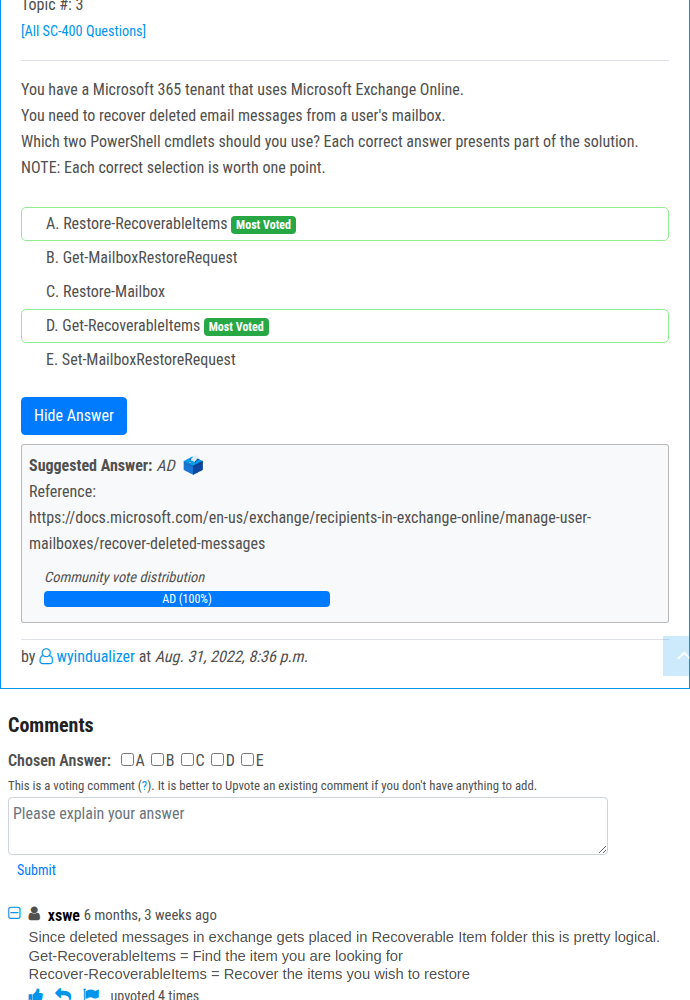 Topic #: 3
[All SC-400 Questions]
You have a Microsoft 365 tenant that uses Microsoft Exchange Online.
You need to recover deleted email messages from a user's mailbox.
Which two PowerShell cmdlets should you use? Each correct answer presents part of the solution.
NOTE: Each correct selection is worth one point.
A. Restore-RecoverableItems Most Voted
B. Get-MailboxRestoreRequest
C. Restore-Mailbox
D. Get-RecoverableItems Most Voted
E. Set-MailboxRestoreRequest
Hide Answer
Suggested Answer: AD
Reference:
https://docs.microsoft.com/en-us/exchange/recipients-in-exchange-online/manage-user-
mailboxes/recover-deleted-messages
Community vote distribution
AD (100%)
by wyindualizer at Aug. 31, 2022, 8:36 p.m.
Comments
Chosen Answer: A B C D E
This is a voting comment (?). It is better to Upvote an existing comment if you don't have anything to add.
Please explain your answer
Submit
xswe 6 months, 3 weeks ago
Since deleted messages in exchange gets placed in Recoverable Item folder this is pretty logical.
Get-RecoverableItems = Find the item you are looking for
Recover-RecoverableItems = Recover the items you wish to restore
upvoted 4 times